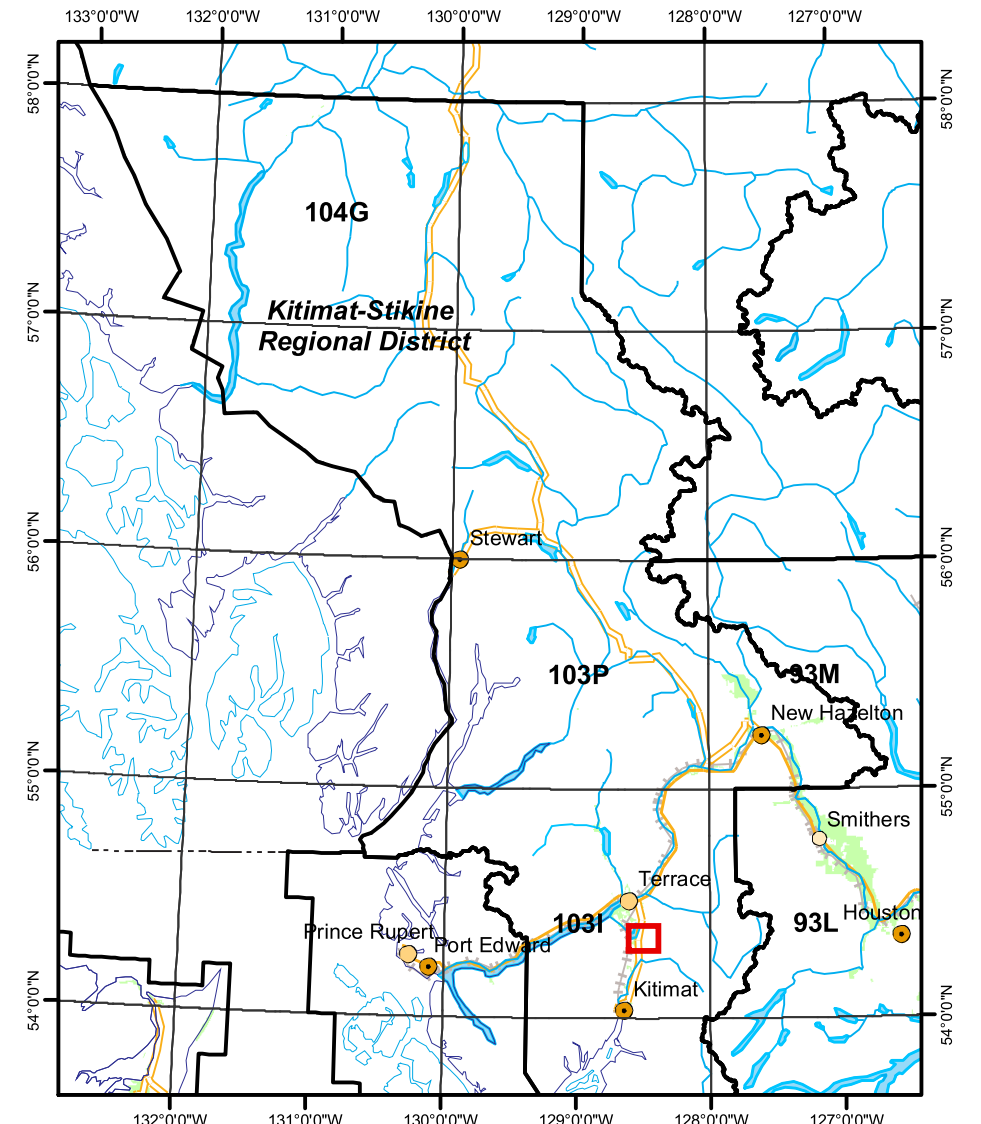 133°0'0"W 132°0'0"W 131°0'0"W 130°0'0"W 129°0'0"W 128°0'0"W 127°0'0"W
58°0'0"N
58°0'0"N
104G
Kitimat-Stikine
Regional District
57°0'0"N
57°0'0"N
56°0'0"N
56°0'0"N
Stewart
103P
93M
New Hazelton
55°0'0"N
55°0'0"N
Smithers
Terrace
103I
93L
Houston
Prince Rupert
Port Edward
Kitimat
54°0'0"N
54°0'0"N
132°0'0"W 131°0'0"W 130°0'0"W 129°0'0"W 128°0'0"W 127°0'0"W